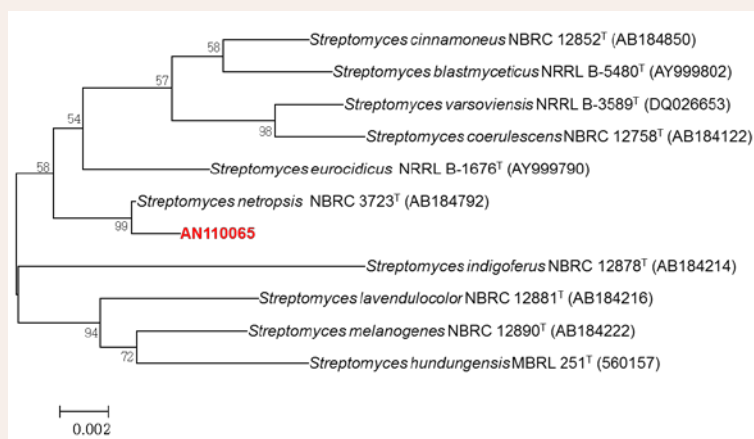 58
Streptomyces cinnamoneus NBRC 12852ᵀ (AB184850)
Streptomyces blastmyceticus NRRL B-5480ᵀ (AY999802)
57
Streptomyces varsoviensis NRRL B-3589ᵀ (DQ026653)
98
Streptomyces coerulescens NBRC 12758ᵀ (AB184122)
54
58
Streptomyces eurocidicus NRRL B-1676ᵀ (AY999790)
Streptomyces netropsis NBRC 3723ᵀ (AB184792)
99
AN110065
Streptomyces indigoferus NBRC 12878ᵀ (AB184214)
Streptomyces lavendulocolor NBRC 12881ᵀ (AB184216)
94
Streptomyces melanogenes NBRC 12890ᵀ (AB184222)
72
Streptomyces hundungensis MBRL 251ᵀ (560157)
0.002